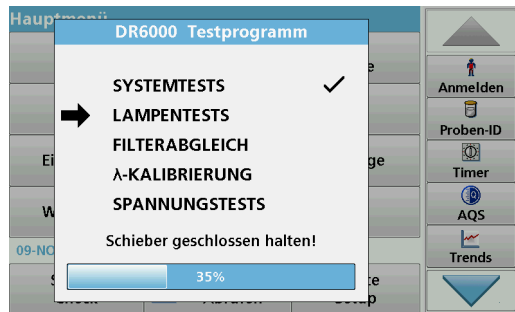 Hauptmenü
DR6000 Testprogramm
SYSTEMTESTS
LAMPENTESTS
FILTERABGLEICH
λ-KALIBRIERUNG
SPANNUNGSTESTS
Schieber geschlossen halten!
35%
09-NO
Anmelden
Proben-ID
Timer
AQS
Trends